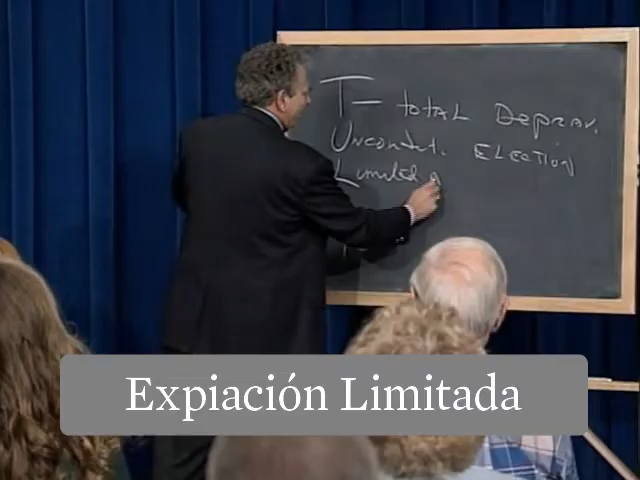 T— total Deprav.
Uncondit. ELECTION
Limited A
Expiación Limitada